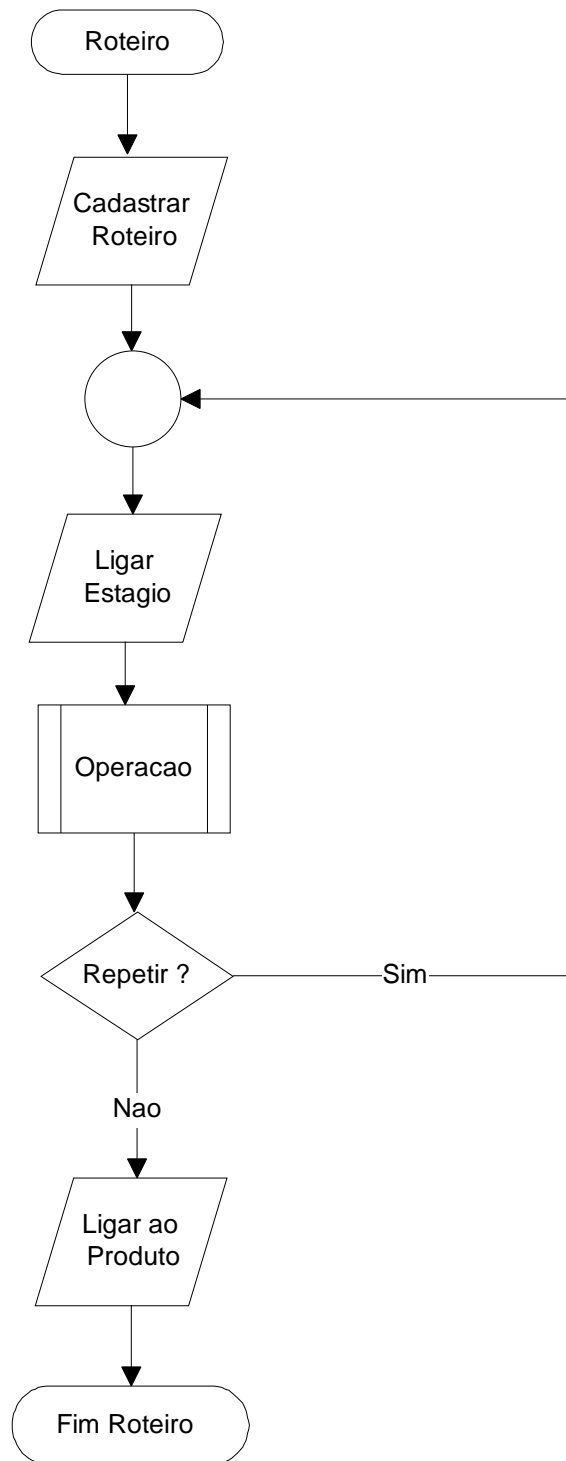 Roteiro
Cadastrar
Roteiro
Ligar
Estagio
Operacao
Repetir ?
Sim
Nao
Ligar ao
Produto
Fim Roteiro